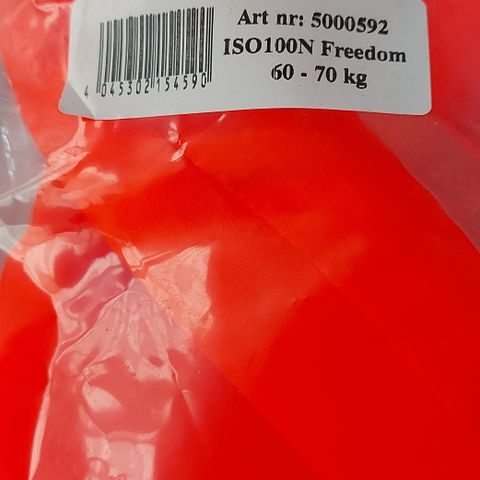 Art nr: 5000592
ISO100N Freedom
60 - 70 kg
4 045302 154590